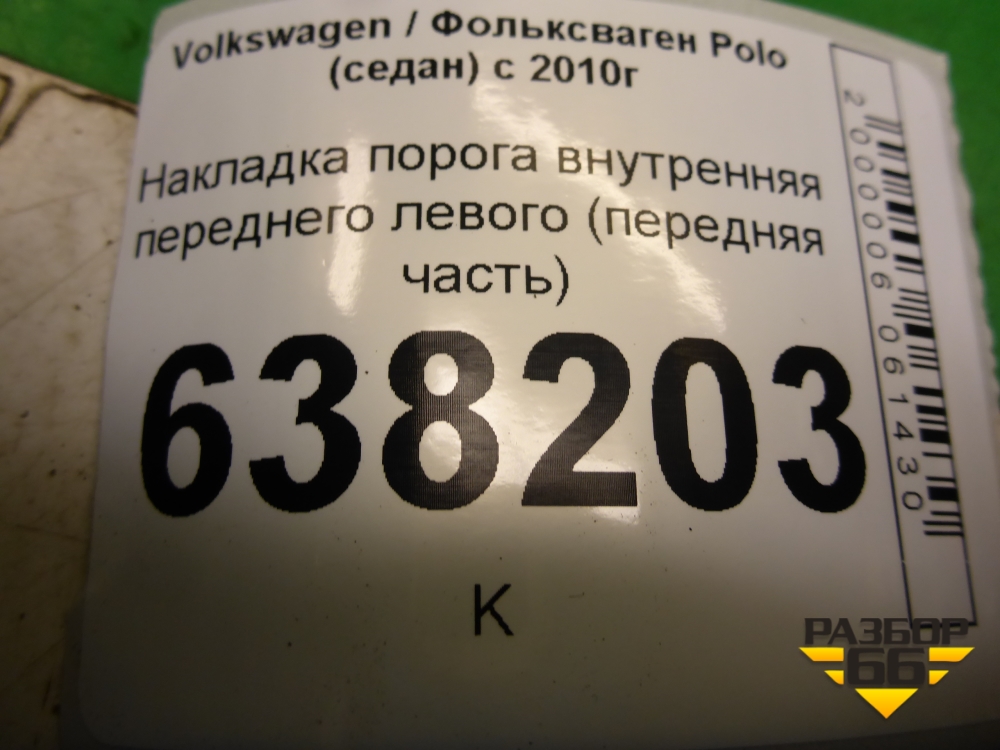 Volkswagen / Фольксваген Polo
(седан) с 2010г
Накладка порога внутренняя
переднего левого (передняя
часть)
638203
К
2000006061430
РАЗБОР
66